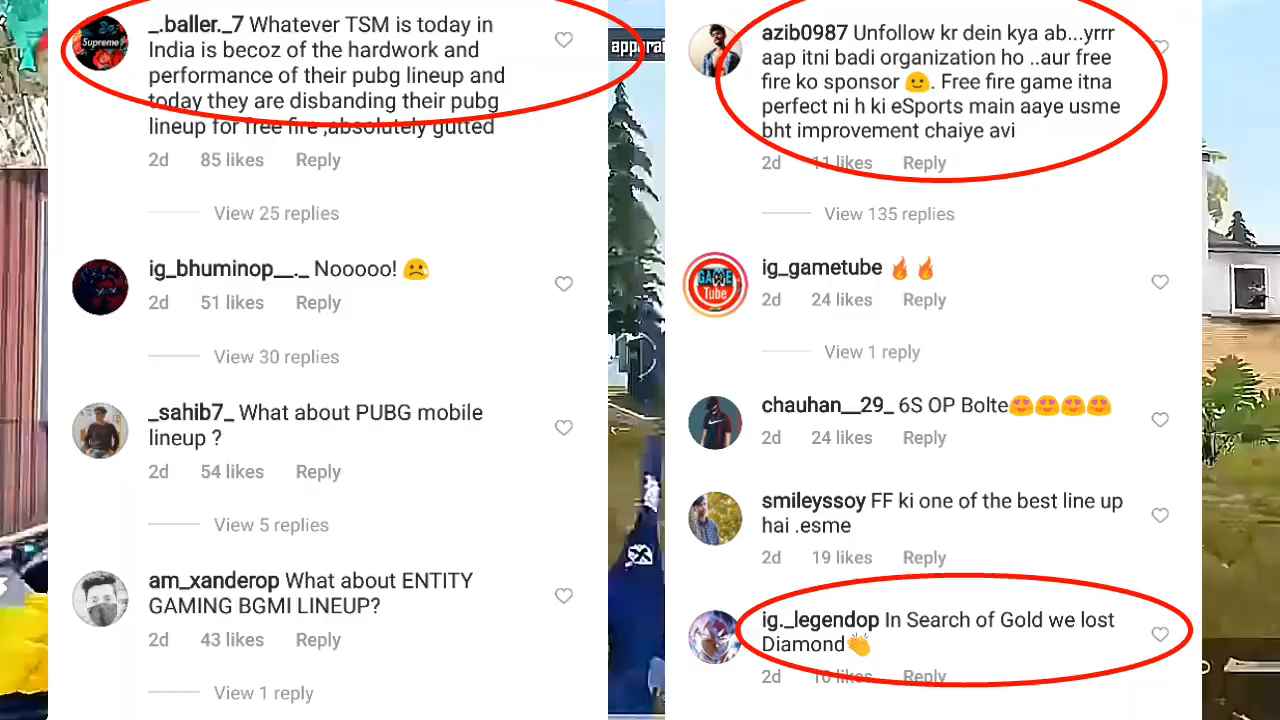 _.baller._7 Whatever TSM is today in
India is becoz of the hardwork and
performance of their pubg lineup and
today they are disbanding their pubg
lineup for free fire ,absolutely gutted
2d 85 likes Reply
View 25 replies
ig_bhuminop__._ Nooooo! ☹️
2d 51 likes Reply
View 30 replies
_sahib7_ What about PUBG mobile
lineup ?
2d 54 likes Reply
View 5 replies
am_xanderop What about ENTITY
GAMING BGMI LINEUP?
2d 43 likes Reply
View 1 reply
azib0987 Unfollow kr dein kya ab...yrrr
aap itni badi organization ho ..aur free
fire ko sponsor 🙂. Free fire game itna
perfect ni h ki eSports main aaye usme
bht improvement chaiye avi
2d 11 likes Reply
View 135 replies
ig_gametube 🔥🔥
2d 24 likes Reply
View 1 reply
chauhan__29_ 6S OP Bolte😍😍😍😍
2d 24 likes Reply
smileyssoy FF ki one of the best line up
hai .esme
2d 19 likes Reply
ig._legendop In Search of Gold we lost
Diamond👏
2d 10 likes Reply
Supreme
GAME
Tube